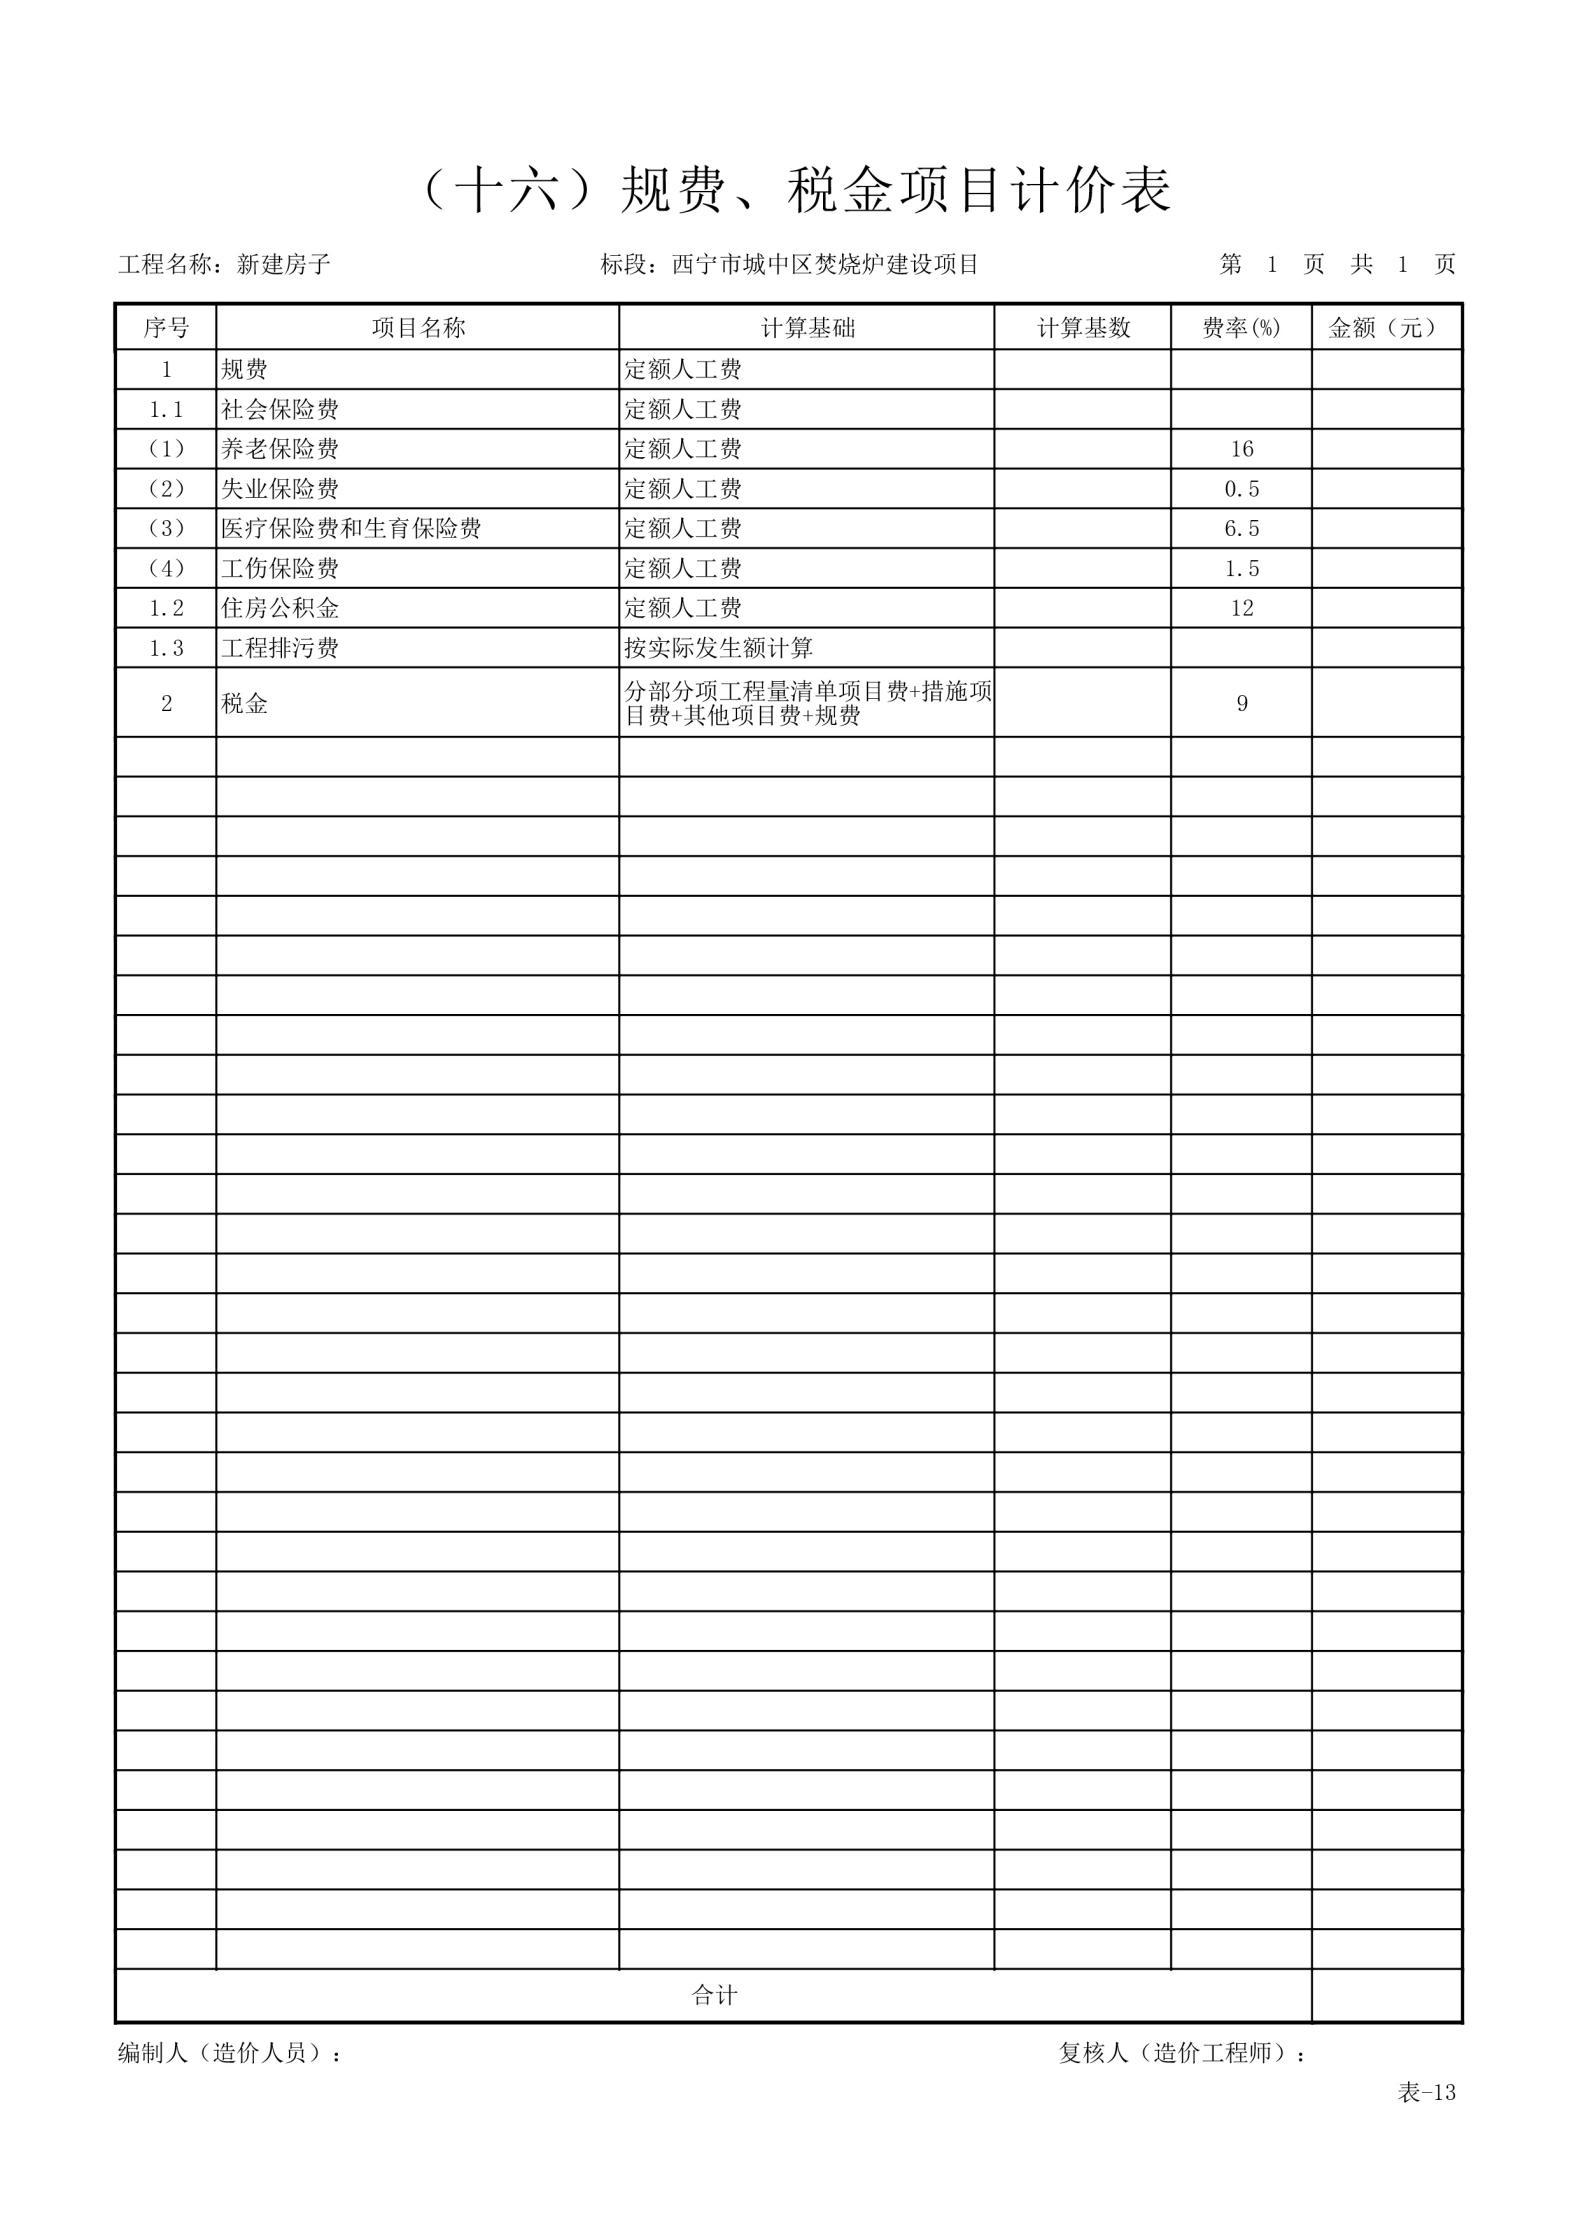 （十六）规费、税金项目计价表
工程名称：新建房子 标段：西宁市城中区焚烧炉建设项目 第 1 页 共 1 页
序号 项目名称 计算基础 计算基数 费率(%) 金额（元）
1 规费 定额人工费
1.1 社会保险费 定额人工费
（1） 养老保险费 定额人工费 16
（2） 失业保险费 定额人工费 0.5
（3） 医疗保险费和生育保险费 定额人工费 6.5
（4） 工伤保险费 定额人工费 1.5
1.2 住房公积金 定额人工费 12
1.3 工程排污费 按实际发生额计算
2 税金 分部分项工程量清单项目费+措施项
目费+其他项目费+规费 9
合计
编制人（造价人员）： 复核人（造价工程师）：
表-13